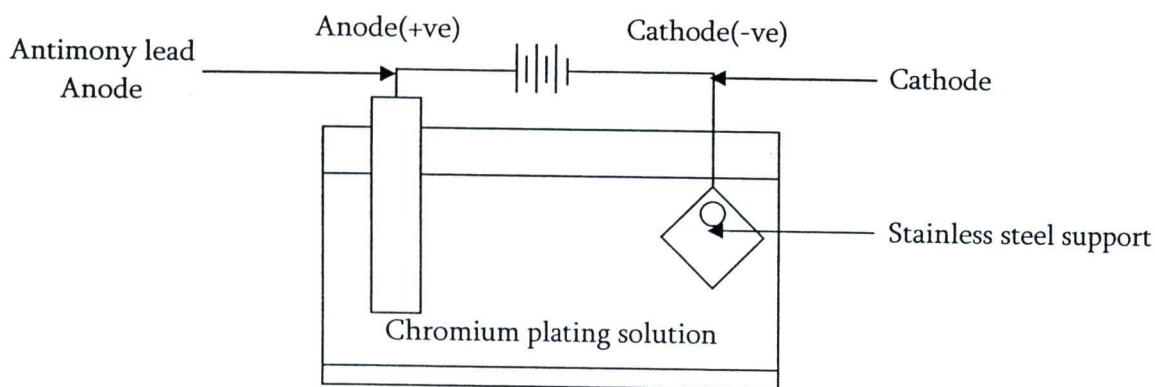 Anode(+ve)
Cathode(-ve)
Antimony lead
Anode
Cathode
Stainless steel support
Chromium plating solution